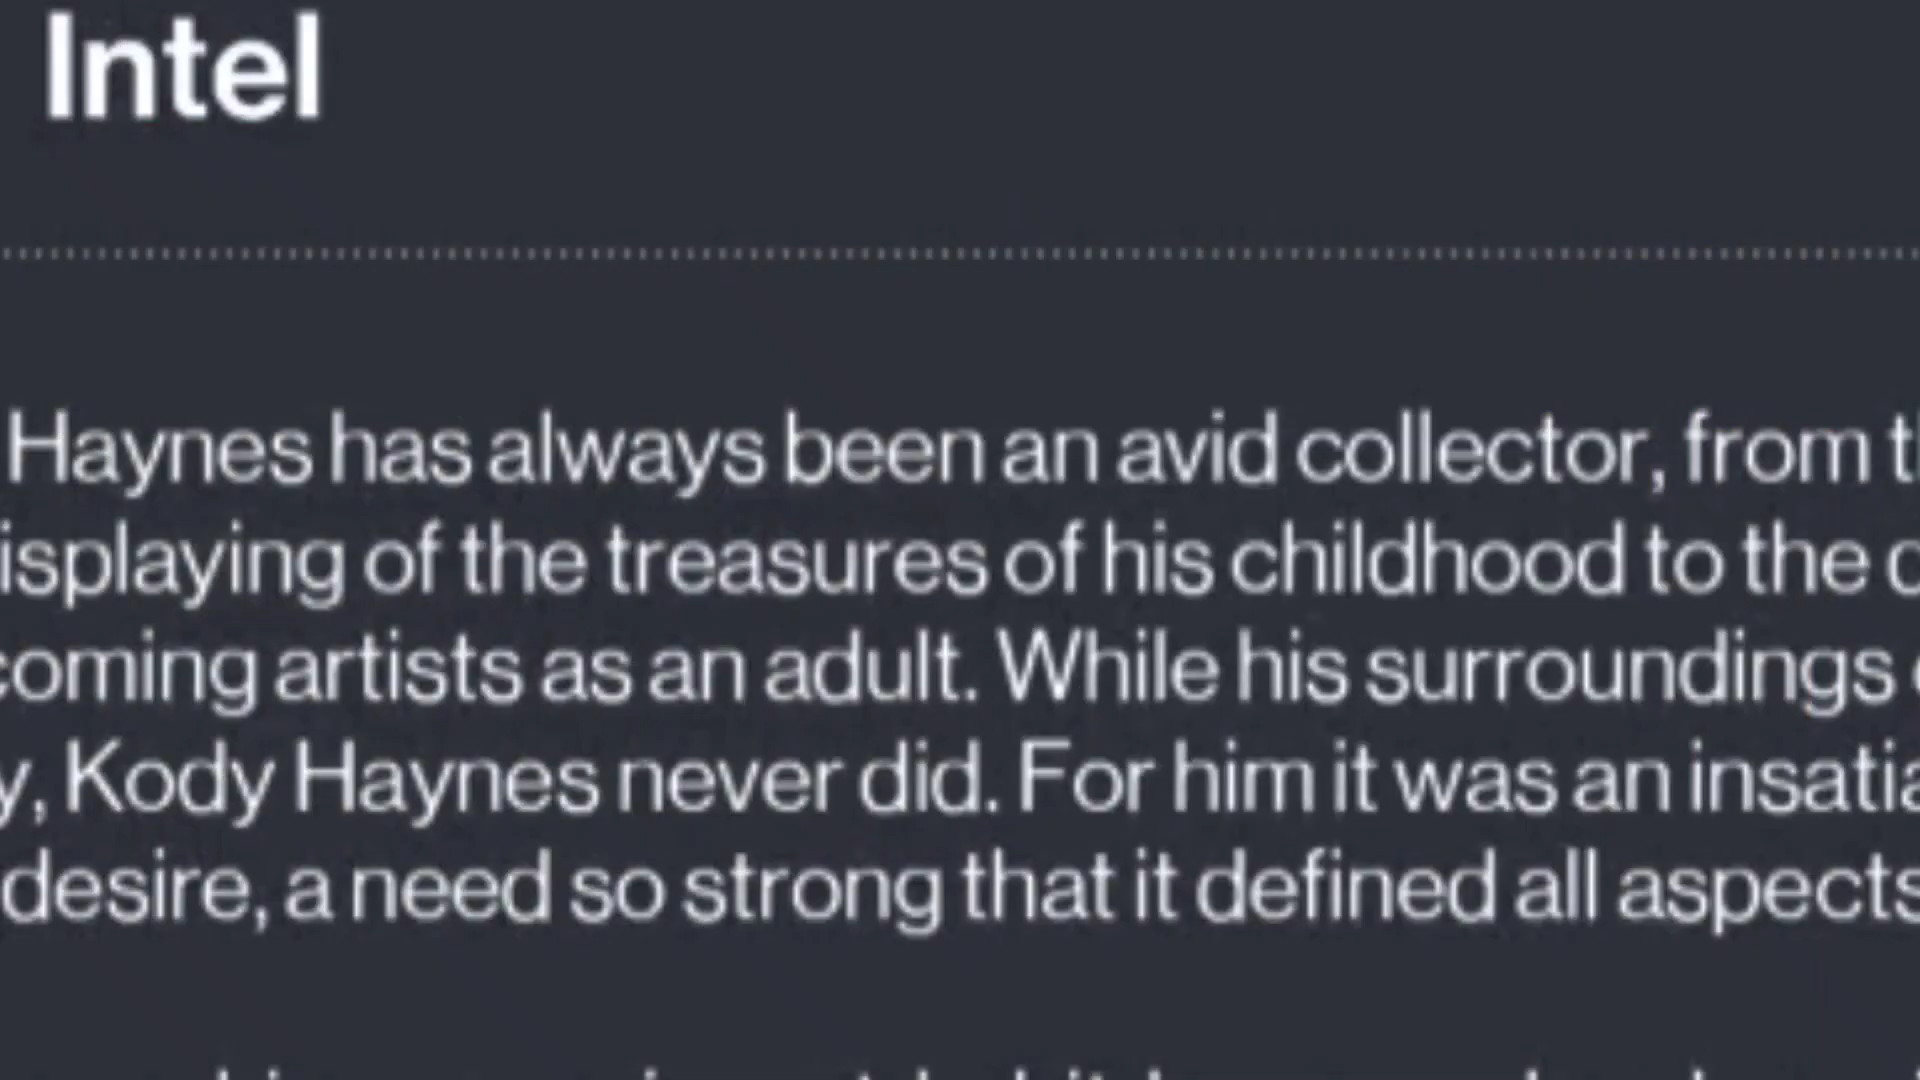 Intel
Haynes has always been an avid collector, from
isplaying of the treasures of his childhood to the
coming artists as an adult. While his surroundings
y, Kody Haynes never did. For him it was an insatia
desire, a need so strong that it defined all aspects